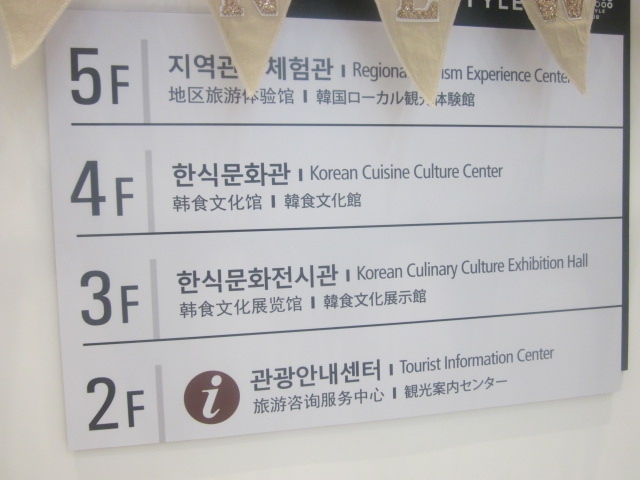 N E W
TYLE
5F 지역관 체험관 | Regional Experience Center
地区旅游体验馆 | 韓国ローカル観光体験館
4F 한식문화관 | Korean Cuisine Culture Center
韩食文化馆 | 韓食文化館
3F 한식문화전시관 | Korean Culinary Culture Exhibition Hall
韩食文化展览馆 | 韓食文化展示館
2F i 관광안내센터 | Tourist Information Center
旅游咨询服务中心 | 観光案内センター